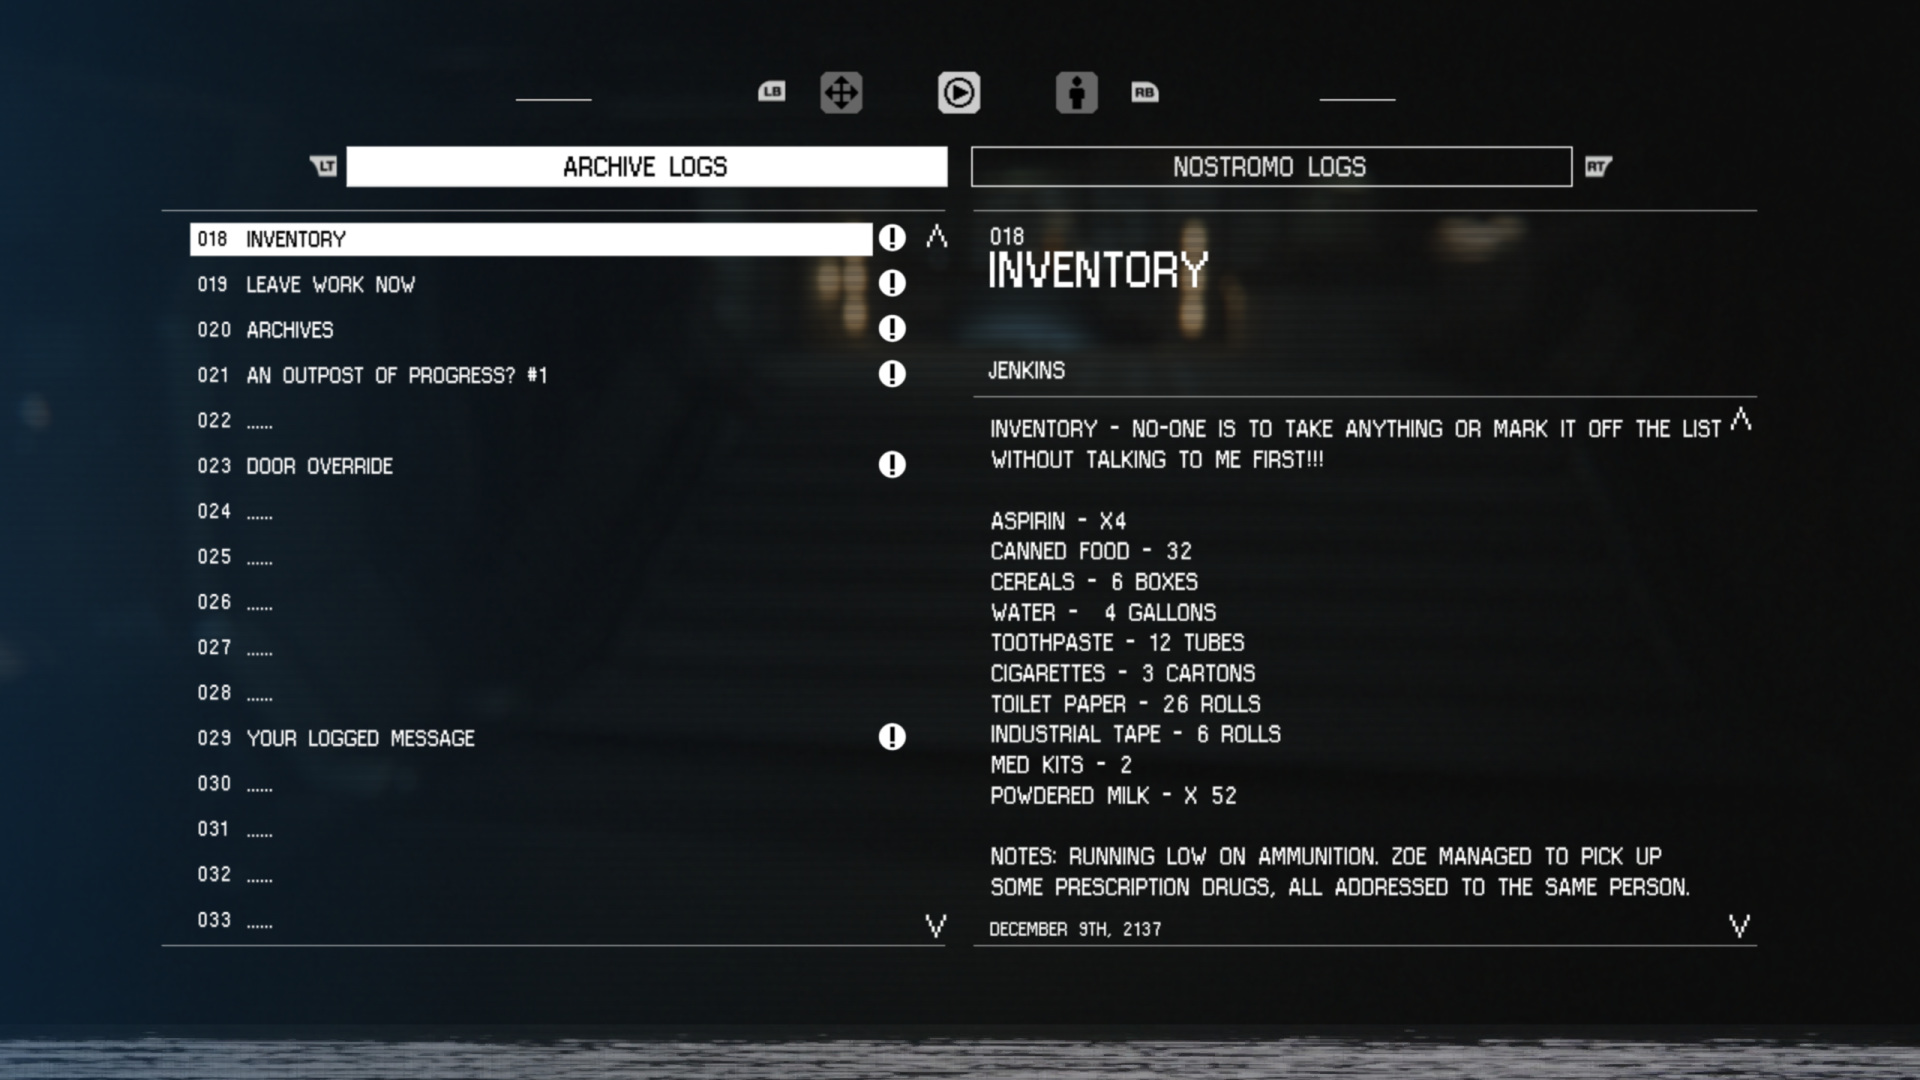 LB
RB
LT
ARCHIVE LOGS
NOSTROMO LOGS
RT
018 INVENTORY
019 LEAVE WORK NOW
020 ARCHIVES
021 AN OUTPOST OF PROGRESS? #1
022 ......
023 DOOR OVERRIDE
024 ......
025 ......
026 ......
027 ......
028 ......
029 YOUR LOGGED MESSAGE
030 ......
031 ......
032 ......
033 ......
018
INVENTORY
JENKINS
INVENTORY - NO-ONE IS TO TAKE ANYTHING OR MARK IT OFF THE LIST
WITHOUT TALKING TO ME FIRST!!!
ASPIRIN - X4
CANNED FOOD - 32
CEREALS - 6 BOXES
WATER -  4 GALLONS
TOOTHPASTE - 12 TUBES
CIGARETTES - 3 CARTONS
TOILET PAPER - 26 ROLLS
INDUSTRIAL TAPE - 6 ROLLS
MED KITS - 2
POWDERED MILK - X 52
NOTES: RUNNING LOW ON AMMUNITION. ZOE MANAGED TO PICK UP
SOME PRESCRIPTION DRUGS, ALL ADDRESSED TO THE SAME PERSON.
DECEMBER 9TH, 2137